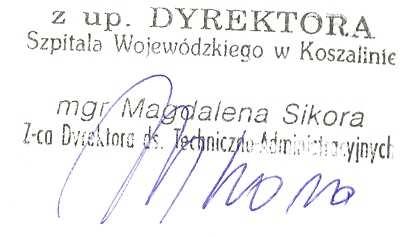 z up. DYREKTORA
Szpitala Wojewódzkiego w Koszalinie
mgr Magdalena Sikora
Z-ca Dyrektora ds. Techniczno-Administracyjnych